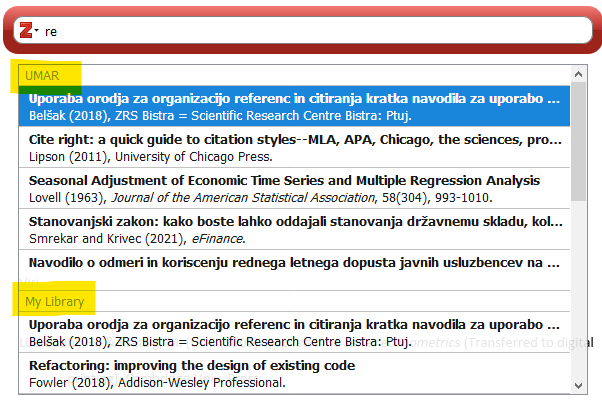 Z re
UMAR
Uporaba orodja za organizacijo referenc in citiranja kratka navodila za uporabo ...
Belšak (2018), ZRS Bistra = Scientific Research Centre Bistra: Ptuj.
Cite right: a quick guide to citation styles--MLA, APA, Chicago, the sciences, pro...
Lipson (2011), University of Chicago Press.
Seasonal Adjustment of Economic Time Series and Multiple Regression Analysis
Lovell (1963), Journal of the American Statistical Association, 58(304), 993-1010.
Stanovanjski zakon: kako boste lahko oddajali stanovanja državnemu skladu, kol...
Smrekar and Krivec (2021), eFinance.
Navodilo o odmeri in koriscenju rednega letnega dopusta javnih usluzbencev na ...
My Library
Uporaba orodja za organizacijo referenc in citiranja kratka navodila za uporabo ...
Belšak (2018), ZRS Bistra = Scientific Research Centre Bistra: Ptuj.
ometrics (Transferred to digital
Refactoring: improving the design of existing code
Fowler (2018), Addison-Wesley Professional.